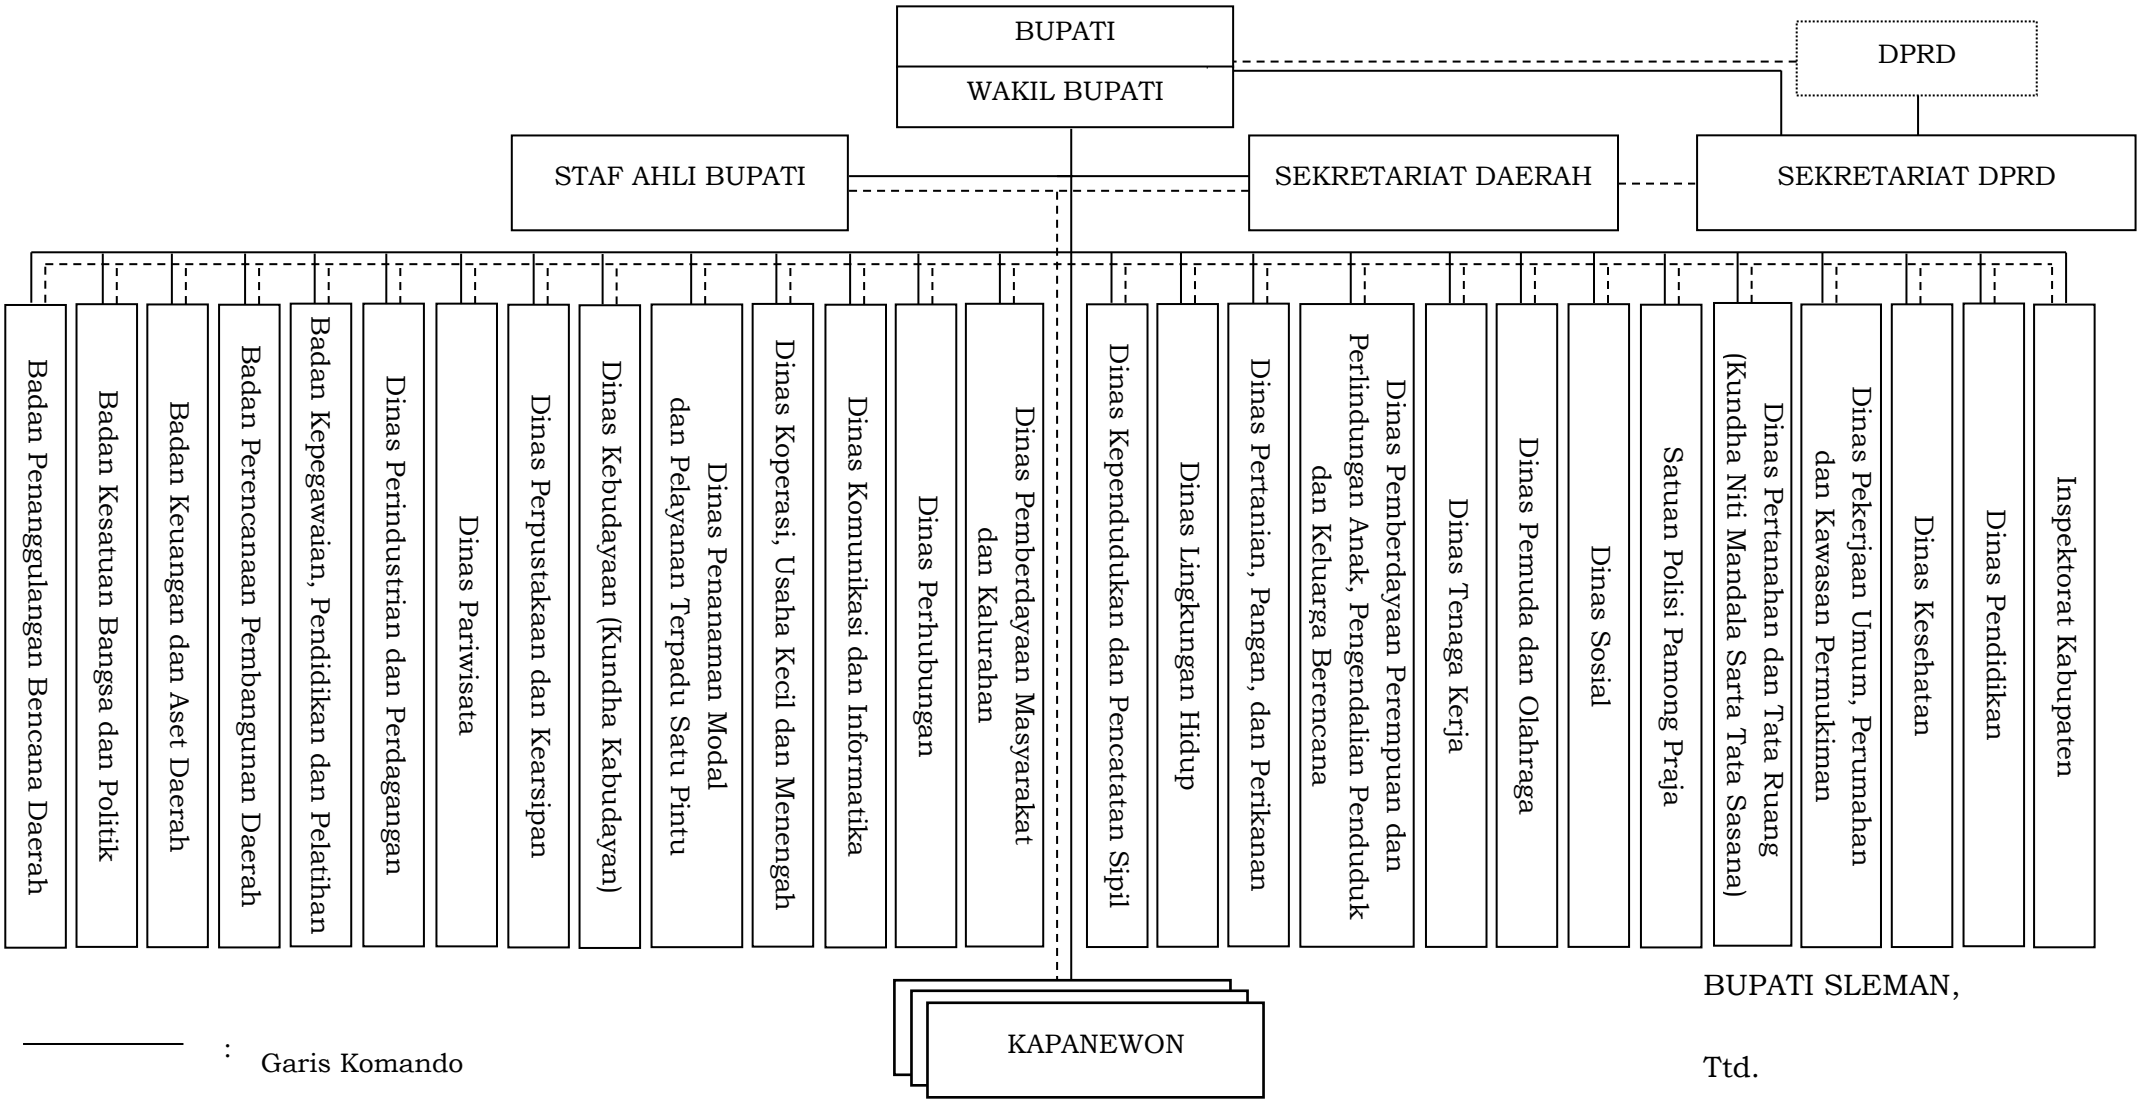 BUPATI
DPRD
WAKIL BUPATI
STAF AHLI BUPATI
SEKRETARIAT DAERAH
SEKRETARIAT DPRD
Badan Penanggulangan Bencana Daerah
Badan Kesatuan Bangsa dan Politik
Badan Keuangan dan Aset Daerah
Badan Perencanaan Pembangunan Daerah
Badan Kepegawaian, Pendidikan dan Pelatihan
Dinas Perindustrian dan Perdagangan
Dinas Pariwisata
Dinas Perpustakaan dan Kearsipan
Dinas Kebudayaan (Kundha Kabudayan)
Dinas Penanaman Modal
dan Pelayanan Terpadu Satu Pintu
Dinas Koperasi, Usaha Kecil dan Menengah
Dinas Komunikasi dan Informatika
Dinas Perhubungan
Dinas Pemberdayaan Masyarakat
dan Kalurahan
Dinas Kependudukan dan Pencatatan Sipil
Dinas Lingkungan Hidup
Dinas Pertanian, Pangan, dan Perikanan
Dinas Pemberdayaan Perempuan dan
Perlindungan Anak, Pengendalian Penduduk
dan Keluarga Berencana
Dinas Tenaga Kerja
Dinas Pemuda dan Olahraga
Dinas Sosial
Satuan Polisi Pamong Praja
Dinas Pertanahan dan Tata Ruang
(Kundha Niti Mandala Sarta Tata Sasana)
Dinas Pekerjaan Umum, Perumahan
dan Kawasan Permukiman
Dinas Kesehatan
Dinas Pendidikan
Inspektorat Kabupaten
KAPANEWON
: Garis Komando
BUPATI SLEMAN,
Ttd.